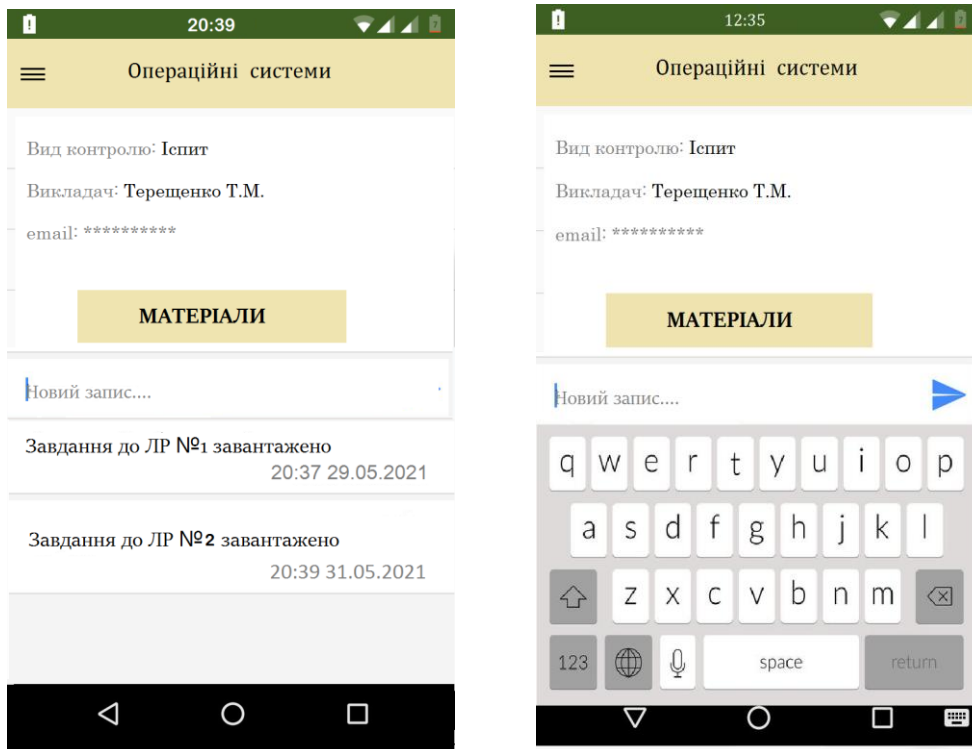 20:39
Операційні системи
Вид контролю: Іспит
Викладач: Терещенко Т.М.
email: **********
МАТЕРІАЛИ
Новий запис....
Завдання до ЛР №1 завантажено
20:37 29.05.2021
Завдання до ЛР №2 завантажено
20:39 31.05.2021
12:35
Операційні системи
Вид контролю: Іспит
Викладач: Терещенко Т.М.
email: **********
МАТЕРІАЛИ
Новий запис....
q w e r t y u i o p
a s d f g h j k l
z x c v b n m
123 space return